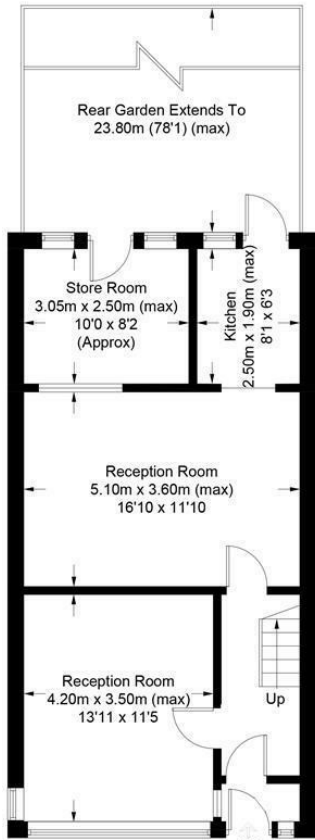 Rear Garden Extends To
23.80m (78'1) (max)
Store Room
3.05m x 2.50m (max)
10'0 x 8'2
(Approx)
Kitchen
2.50m x 1.90m (max)
8'1 x 6'3
Reception Room
5.10m x 3.60m (max)
16'10 x 11'10
Reception Room
4.20m x 3.50m (max)
13'11 x 11'5
Up